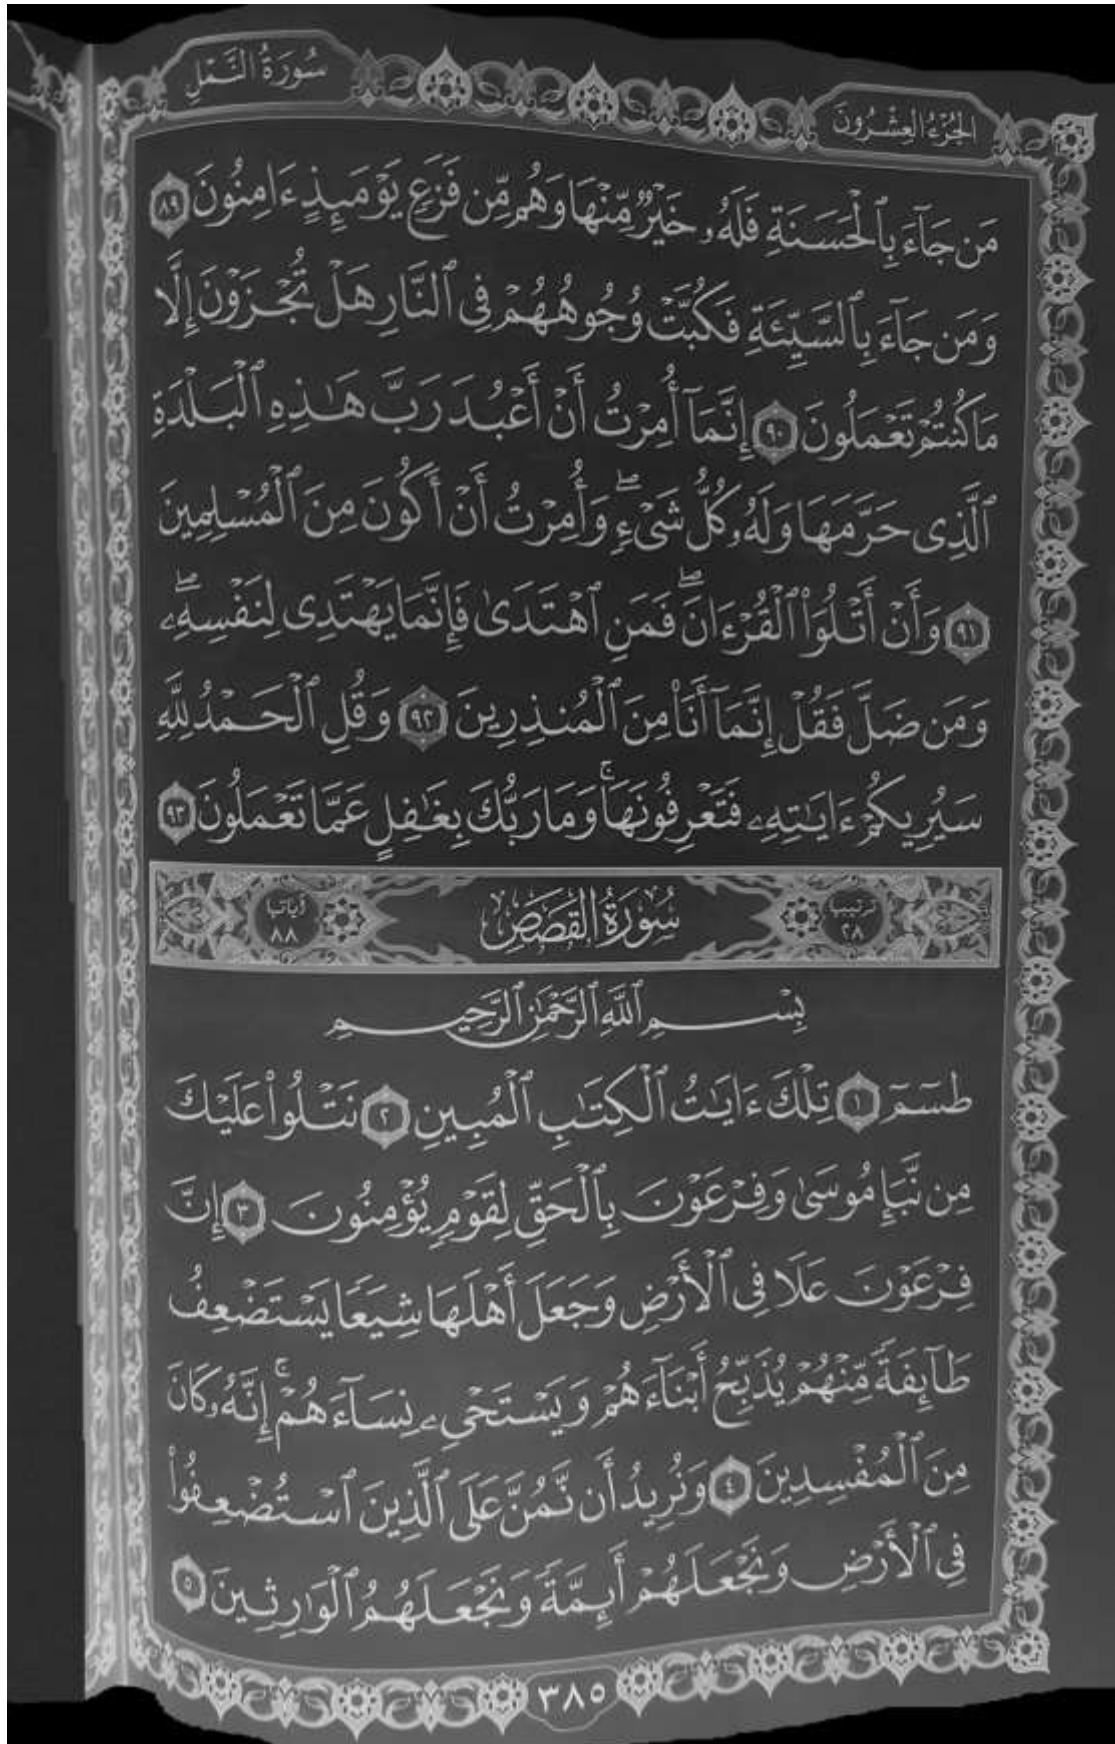 سُورَةُ النَّمْلِ
الجُزْءُ العِشْرُونَ
مَن جَآءَ بِٱلْحَسَنَةِ فَلَهُۥ خَيْرٌ مِّنْهَا وَهُم مِّن فَزَعٍ يَوْمَئِذٍ ءَامِنُونَ ٨٩
وَمَن جَآءَ بِٱلسَّيِّئَةِ فَكُبَّتْ وُجُوهُهُمْ فِى ٱلنَّارِ هَلْ تُجْزَوْنَ إِلَّا
مَا كُنتُمْ تَعْمَلُونَ ٩٠ إِنَّمَآ أُمِرْتُ أَنْ أَعْبُدَ رَبَّ هَٰذِهِ ٱلْبَلْدَةِ
ٱلَّذِى حَرَّمَهَا وَلَهُۥ كُلُّ شَىْءٍۖ وَأُمِرْتُ أَنْ أَكُونَ مِنَ ٱلْمُسْلِمِينَ
٩١ وَأَنْ أَتْلُوَا۟ ٱلْقُرْءَانَۖ فَمَنِ ٱهْتَدَىٰ فَإِنَّمَا يَهْتَدِى لِنَفْسِهِۦۖ
وَمَن ضَلَّ فَقُلْ إِنَّمَآ أَنَا۠ مِنَ ٱلْمُنذِرِينَ ٩٢ وَقُلِ ٱلْحَمْدُ لِلَّهِ
سَيُرِيكُمْ ءَايَٰتِهِۦ فَتَعْرِفُونَهَاۚ وَمَا رَبُّكَ بِغَٰفِلٍ عَمَّا تَعْمَلُونَ ٩٣
ترتيبها ٢٨ سُورَةُ القَصَصِ آياتها ٨٨
بِسْمِ ٱللَّهِ ٱلرَّحْمَٰنِ ٱلرَّحِيمِ
طسٓمٓ ١ تِلْكَ ءَايَٰتُ ٱلْكِتَٰبِ ٱلْمُبِينِ ٢ نَتْلُوا۟ عَلَيْكَ
مِن نَّبَإِ مُوسَىٰ وَفِرْعَوْنَ بِٱلْحَقِّ لِقَوْمٍ يُؤْمِنُونَ ٣ إِنَّ
فِرْعَوْنَ عَلَا فِى ٱلْأَرْضِ وَجَعَلَ أَهْلَهَا شِيَعًا يَسْتَضْعِفُ
طَآئِفَةً مِّنْهُمْ يُذَبِّحُ أَبْنَآءَهُمْ وَيَسْتَحْىِۦ نِسَآءَهُمْۚ إِنَّهُۥ كَانَ
مِنَ ٱلْمُفْسِدِينَ ٤ وَنُرِيدُ أَن نَّمُنَّ عَلَى ٱلَّذِينَ ٱسْتُضْعِفُوا۟
فِى ٱلْأَرْضِ وَنَجْعَلَهُمْ أَئِمَّةً وَنَجْعَلَهُمُ ٱلْوَٰرِثِينَ ٥
٣٨٥